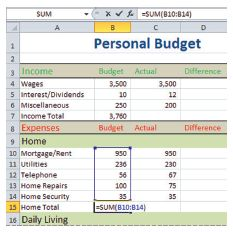 SUM =SUM(B10:B14)
A B C D
1 Personal Budget
2
3 Income Budget Actual Difference
4 Wages 3,500 3,500
5 Interest/Dividends 10 12
6 Miscellaneous 250 200
7 Income Total 3,760
8 Expenses Budget Actual Difference
9 Home
10 Mortgage/Rent 950 950
11 Utilities 236 230
12 Telephone 56 67
13 Home Repairs 100 75
14 Home Security 35 35
15 Home Total =SUM(B10:B14)
16 Daily Living